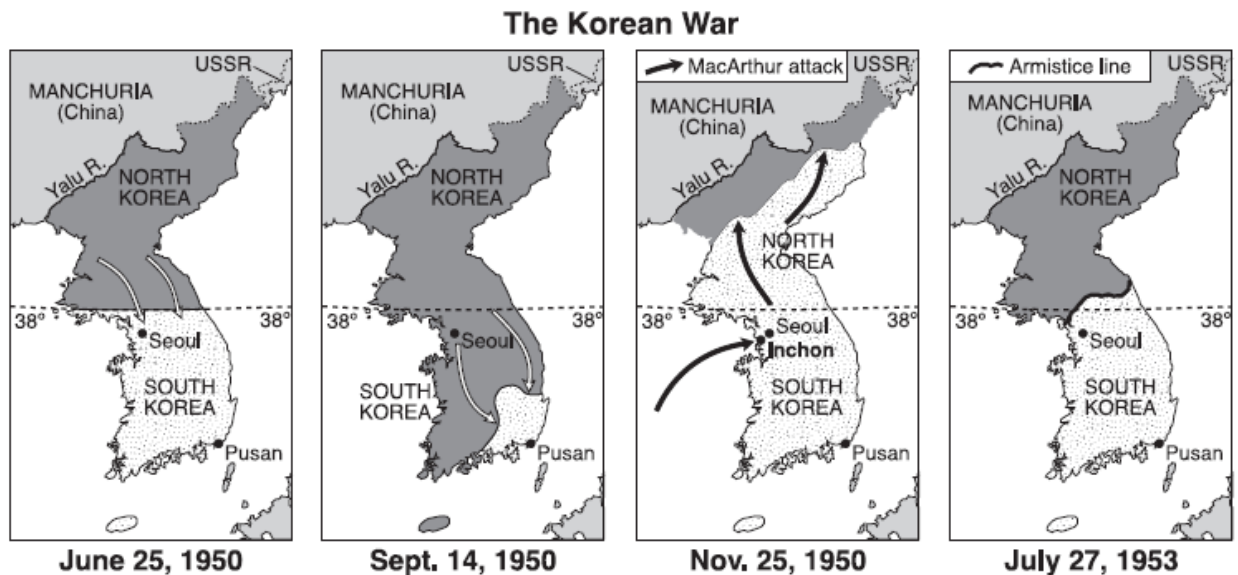 The Korean War
USSR
MANCHURIA
(China)
Yalu R.
NORTH
KOREA
38°
38°
Seoul
SOUTH
KOREA
Pusan
June 25, 1950
USSR
MANCHURIA
(China)
Yalu R.
NORTH
KOREA
38°
38°
Seoul
SOUTH
KOREA
Pusan
Sept. 14, 1950
MacArthur attack
USSR
MANCHURIA
(China)
Yalu R.
NORTH
KOREA
38°
38°
Seoul
Inchon
SOUTH
KOREA
Pusan
Nov. 25, 1950
Armistice line
USSR
MANCHURIA
(China)
Yalu R.
NORTH
KOREA
38°
38°
Seoul
SOUTH
KOREA
Pusan
July 27, 1953